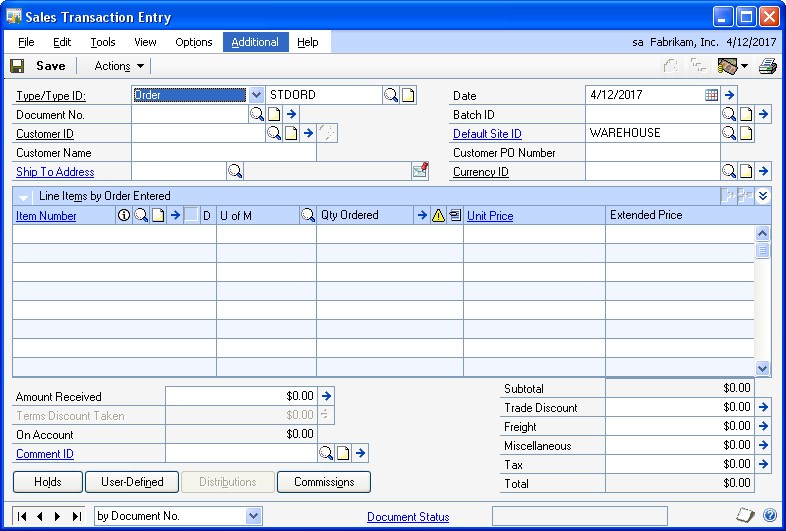 Sales Transaction Entry
File Edit Tools View Options Additional Help sa Fabrikam, Inc. 4/12/2017
Save Actions
Type/Type ID: Order STDORD Date 4/12/2017
Document No. Batch ID
Customer ID Default Site ID WAREHOUSE
Customer Name Customer PO Number
Ship To Address Currency ID
Line Items by Order Entered
Item Number D U of M Qty Ordered Unit Price Extended Price
Amount Received $0.00 Subtotal $0.00
Terms Discount Taken $0.00 Trade Discount $0.00
On Account $0.00 Freight $0.00
Comment ID Miscellaneous $0.00
Tax $0.00
Holds User-Defined Distributions Commissions Total $0.00
by Document No. Document Status